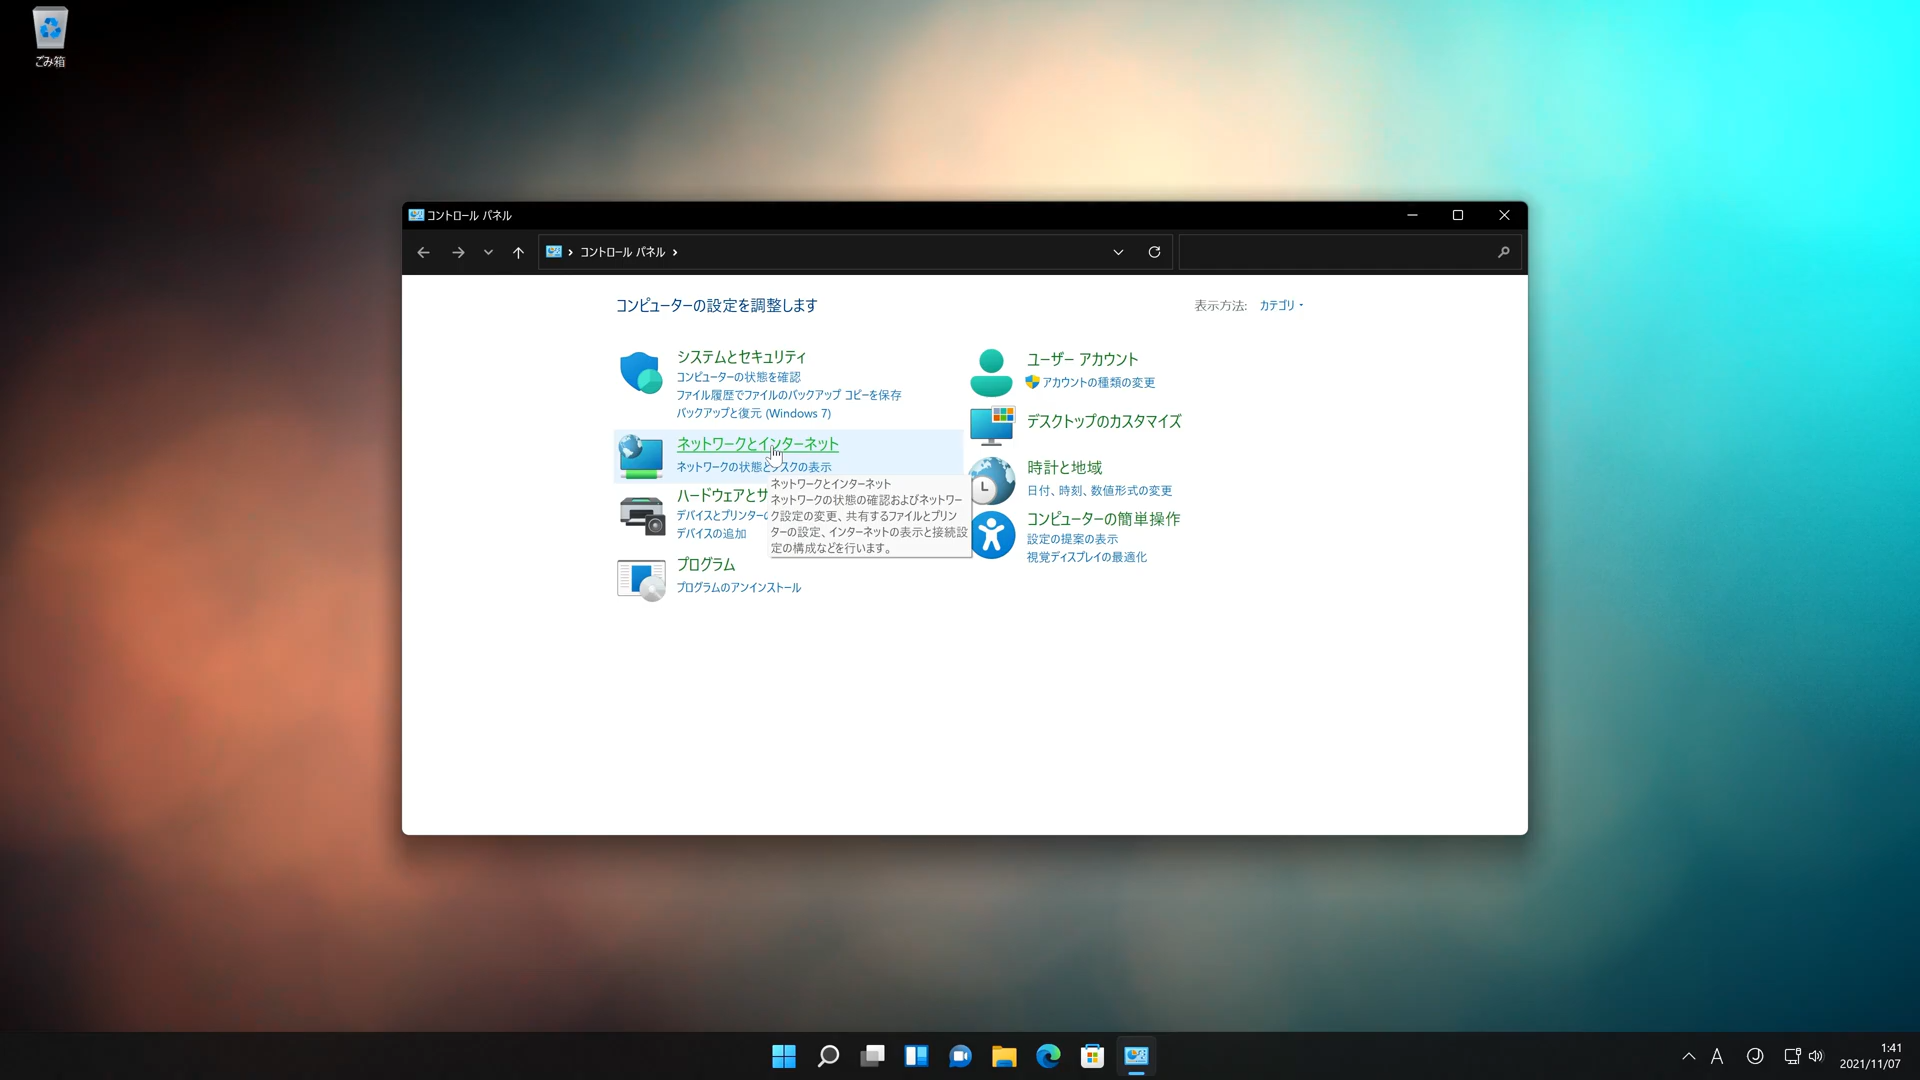 ごみ箱
コントロール パネル
コントロール パネル
コンピューターの設定を調整します
表示方法: カテゴリ
システムとセキュリティ
コンピューターの状態を確認
ファイル履歴でファイルのバックアップ コピーを保存
バックアップと復元 (Windows 7)
ネットワークとインターネット
ネットワークの状態とタスクの表示
ハードウェアとサ
デバイスとプリンターの
デバイスの追加
ネットワークとインターネット
ネットワークの状態の確認およびネットワー
ク設定の変更、共有するファイルとプリン
ターの設定、インターネットの表示と接続設
定の構成などを行います。
プログラム
プログラムのアンインストール
ユーザー アカウント
アカウントの種類の変更
デスクトップのカスタマイズ
時計と地域
日付、時刻、数値形式の変更
コンピューターの簡単操作
設定の提案の表示
視覚ディスプレイの最適化
A
1:41
2021/11/07